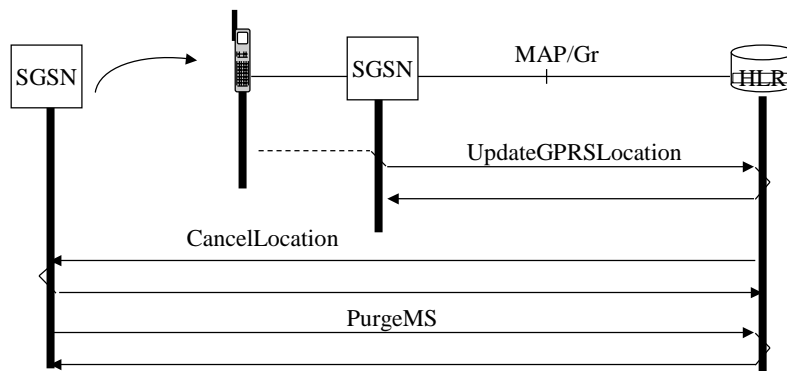 MAP/Gr
SGSN
SGSN
HLR
UpdateGPRSLocation
CancelLocation
PurgeMS